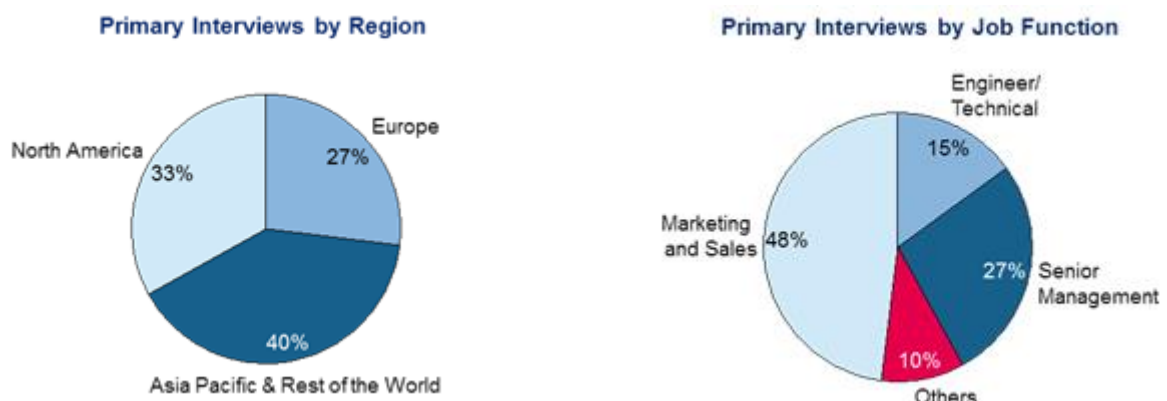 Primary Interviews by Region
North America
33%
Europe
27%
40%
Asia Pacific & Rest of the World
Primary Interviews by Job Function
Engineer/
Technical
15%
Marketing
and Sales
48%
27%
Senior
Management
10%
Others